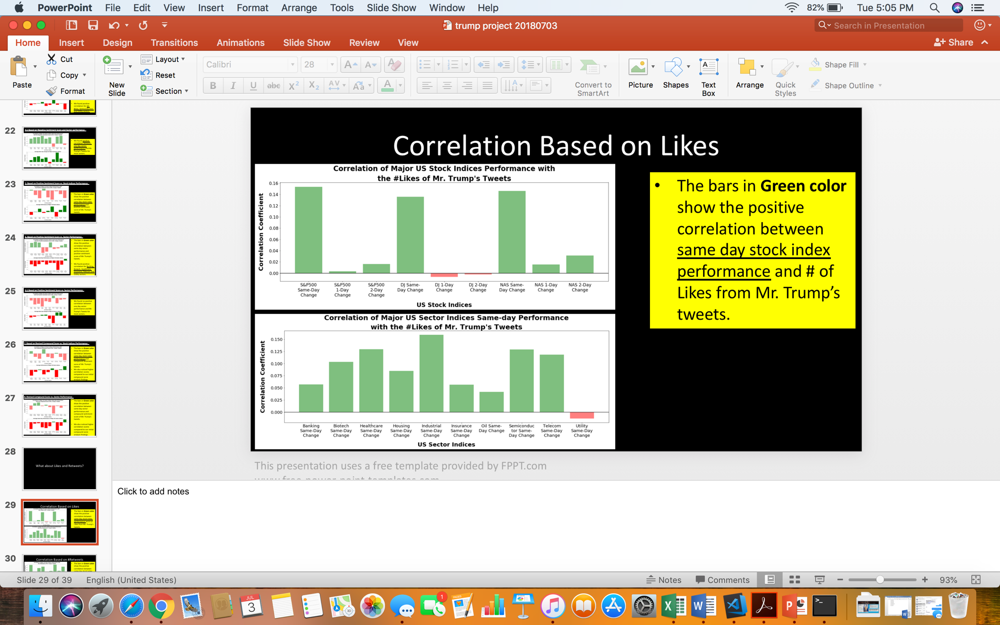 PowerPoint File Edit View Insert Format Arrange Tools Slide Show Window Help 82% Tue 5:05 PM
trump project 20180703
Search in Presentation
Home Insert Design Transitions Animations Slide Show Review View Share
Paste
Cut
Copy
Format
New
Slide
Layout
Reset
Section
Calibri 28
B I U abc X² X₂ AV Aa A
Convert to
SmartArt
Picture
Shapes
Text
Box
Arrange
Quick
Styles
Shape Fill
Shape Outline
22
23
24
25
26
27
28
What about Likes and Retweets?
29
Correlation Based on Likes
30
Correlation Based on #Retweets
Correlation Based on Likes
Correlation of Major US Stock Indices Performance with
the #Likes of Mr. Trump's Tweets
Correlation Coefficient
0.16
0.14
0.12
0.10
0.08
0.06
0.04
0.02
0.00
S&P500
Same-Day
Change
S&P500
1-Day
Change
S&P500
2-Day
Change
DJ Same-
Day Change
DJ 1-Day
Change
DJ 2-Day
Change
NAS Same-
Day Change
NAS 1-Day
Change
NAS 2-Day
Change
US Stock Indices
Correlation of Major US Sector Indices Same-day Performance
with the #Likes of Mr. Trump's Tweets
Correlation Coefficient
0.150
0.125
0.100
0.075
0.050
0.025
0.000
Banking
Same-Day
Change
Biotech
Same-Day
Change
Healthcare
Same-Day
Change
Housing
Same-Day
Change
Industrial
Same-Day
Change
Insurance
Same-Day
Change
Oil Same-
Day Change
Semiconduc
tor Same-
Day Change
Telecom
Same-Day
Change
Utility
Same-Day
Change
US Sector Indices
• The bars in Green color
show the positive
correlation between
same day stock index
performance and # of
Likes from Mr. Trump’s
tweets.
This presentation uses a free template provided by FPPT.com
www.free-power-point-templates.com
Click to add notes
Slide 29 of 39 English (United States) Notes Comments 93%
JUL
3
1